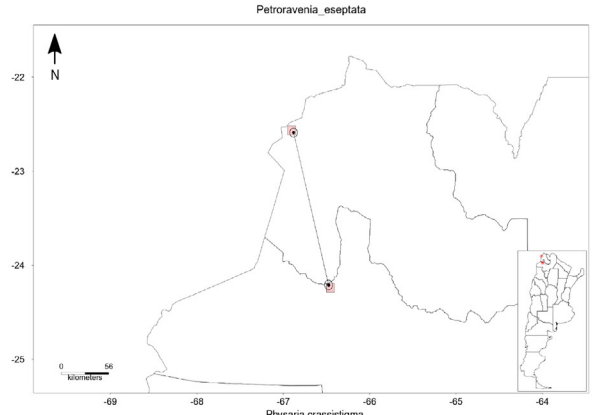 Petroravenia_eseptata
N
-22
-23
-24
-25
0 56
kilometers
-69 -68 -67 -66 -65 -64
Physaria crassistigma